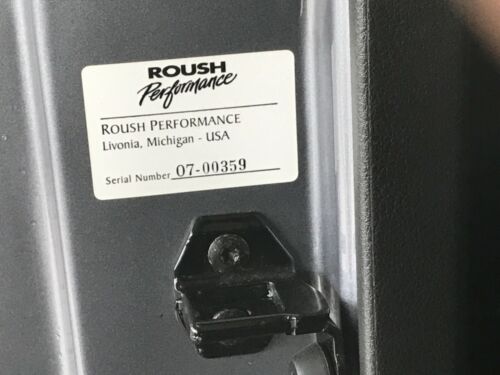 ROUSH
Performance
ROUSH PERFORMANCE
Livonia, Michigan - USA
Serial Number 07-00359